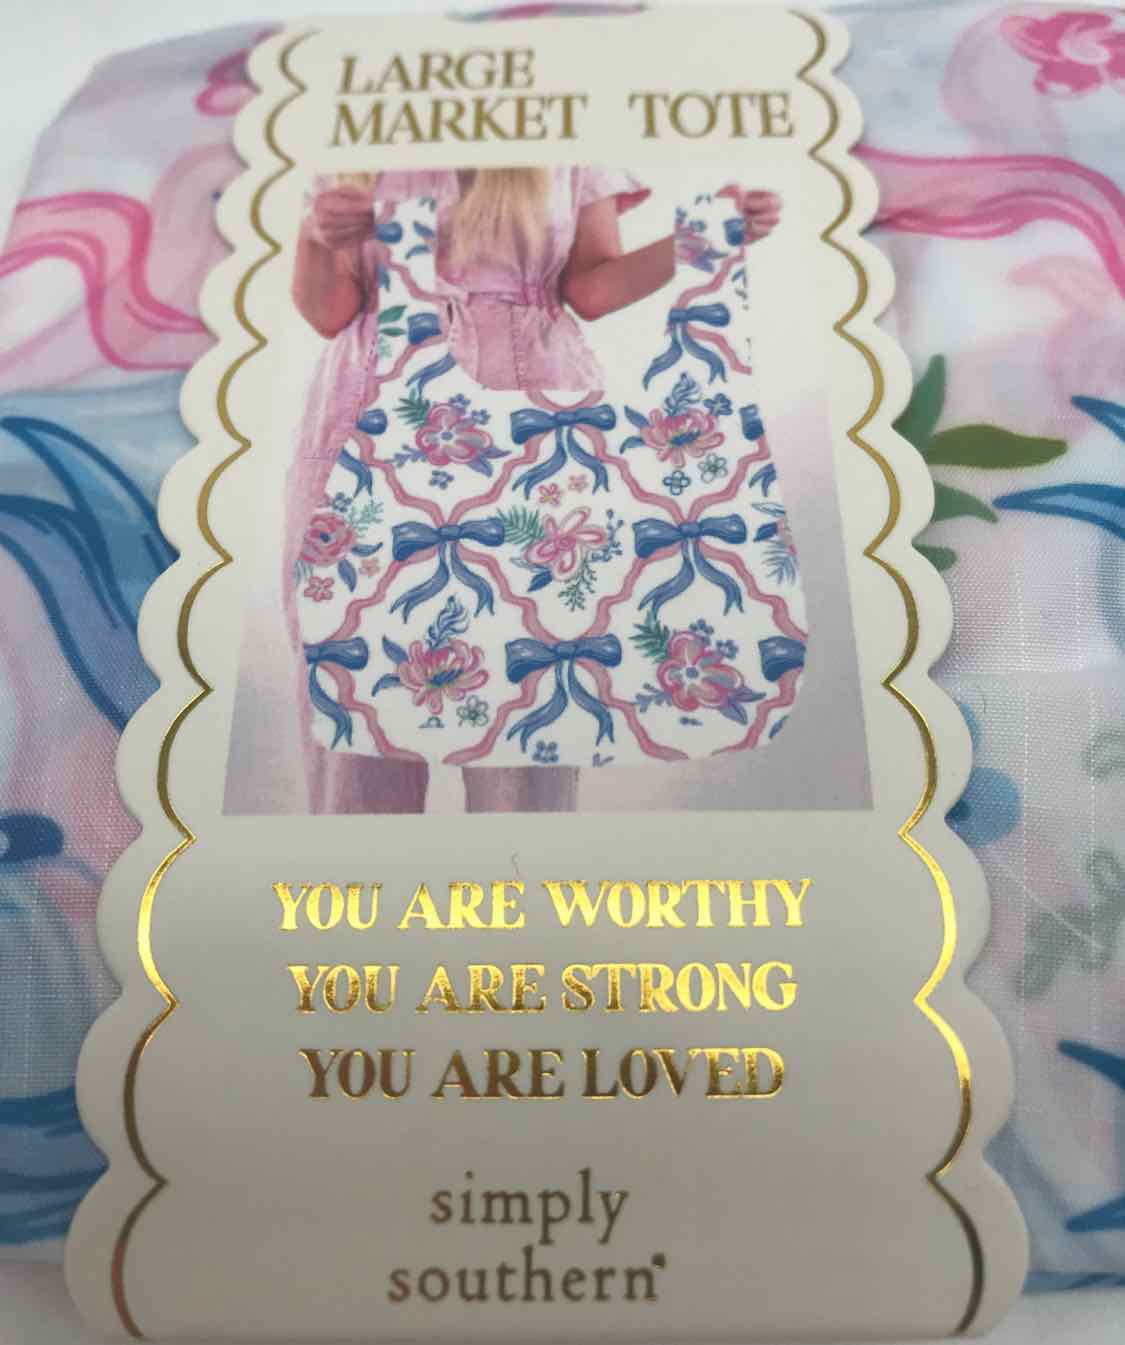 LARGE
MARKET TOTE
YOU ARE WORTHY
YOU ARE STRONG
YOU ARE LOVED
simply
southern